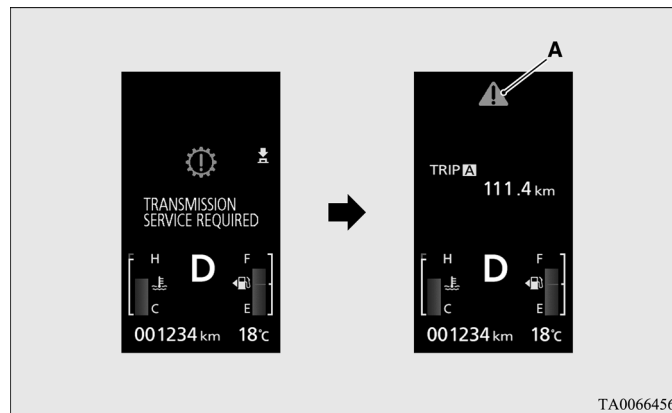 A
TRANSMISSION
SERVICE REQUIRED
F H D F
C E
001234 km 18°c
TRIP A
111.4 km
F H D F
C E
001234 km 18°c
TA0066456